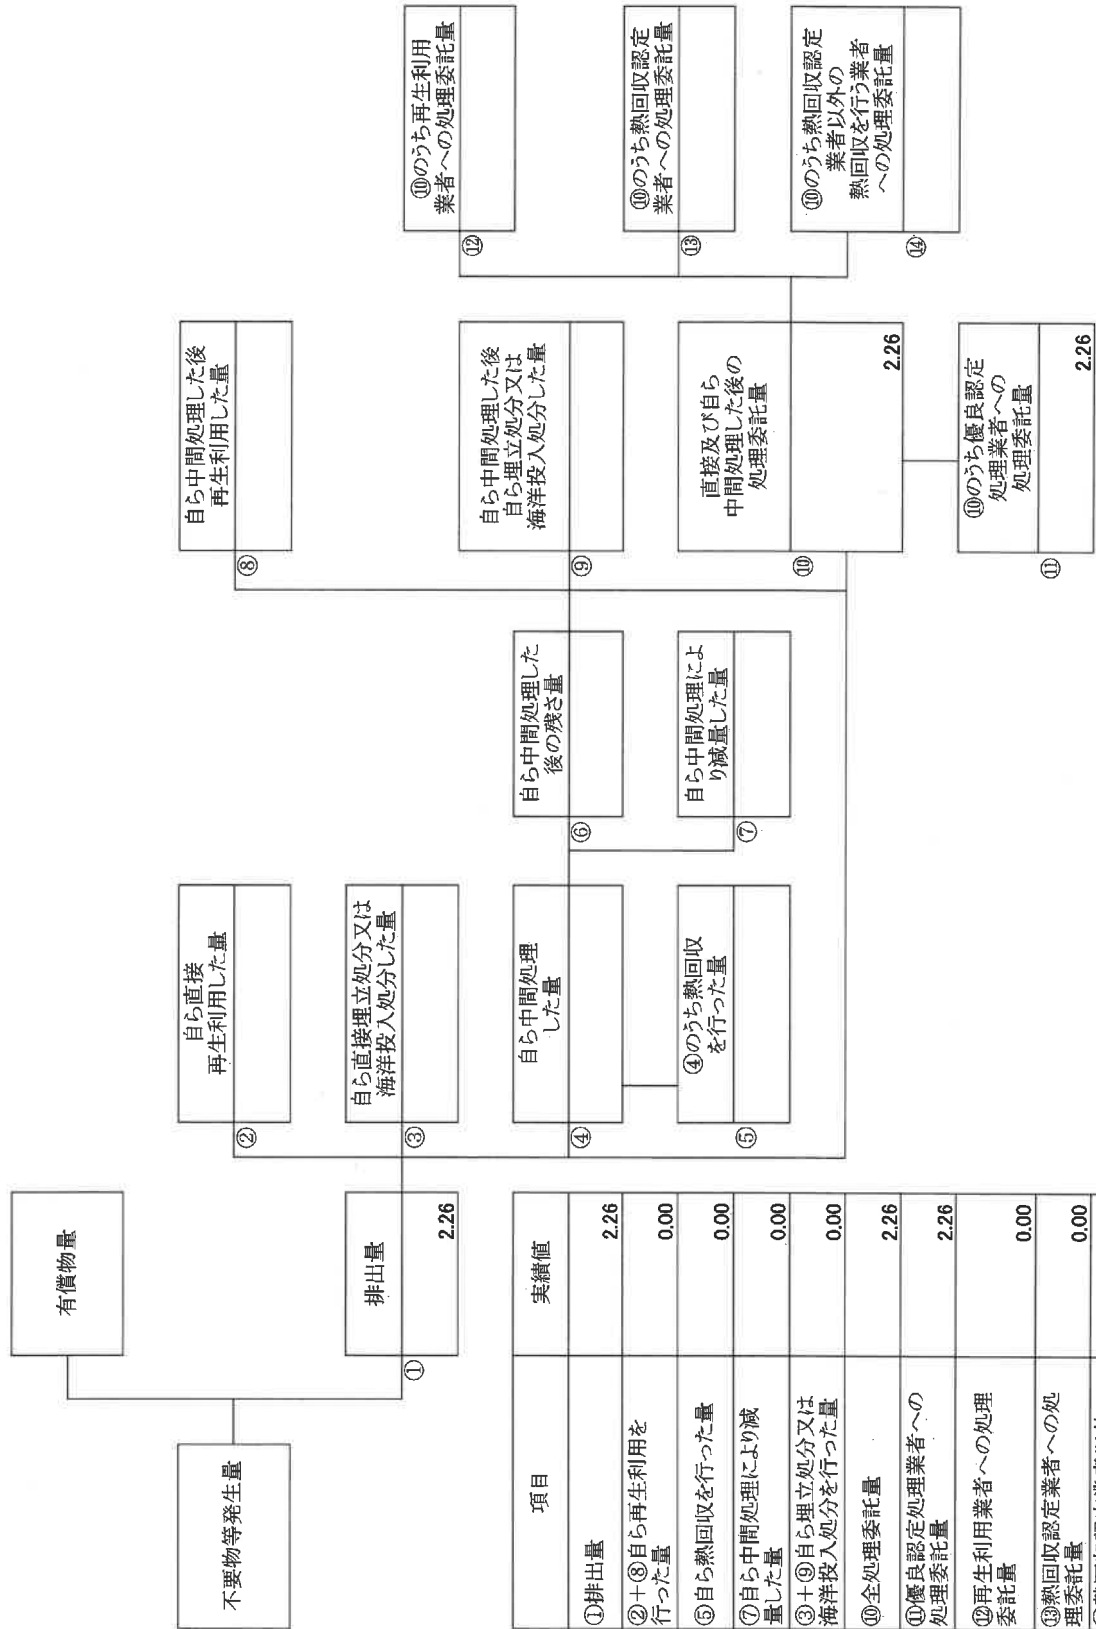 不要物等発生量
有償物量
排出量
①
2.26
自ら直接
再生利用した量
②
自ら直接埋立処分又は
海洋投入処分した量
③
自ら中間処理
した量
④
④のうち熱回収
を行った量
⑤
自ら中間処理した
後の残さ量
⑥
自ら中間処理によ
り減量した量
⑦
自ら中間処理した後
再生利用した量
⑧
自ら中間処理した後
自ら埋立処分又は
海洋投入処分した量
⑨
直接及び自ら
中間処理した後の
処理委託量
⑩
2.26
⑩のうち優良認定
処理業者への
処理委託量
⑪
2.26
⑩のうち再生利用
業者への処理委託量
⑫
⑩のうち熱回収認定
業者への処理委託量
⑬
⑩のうち熱回収認定
業者以外の
熱回収を行う業者
への処理委託量
⑭
項目 実績値
①排出量 2.26
②+⑧自ら再生利用を
行った量 0.00
⑤自ら熱回収を行った量 0.00
⑦自ら中間処理により減
量した量 0.00
③+⑨自ら埋立処分又は
海洋投入処分を行った量 0.00
⑩全処理委託量 2.26
⑪優良認定処理業者への
処理委託量 2.26
⑫再生利用業者への処理
委託量 0.00
⑬熱回収認定業者への処
理委託量 0.00